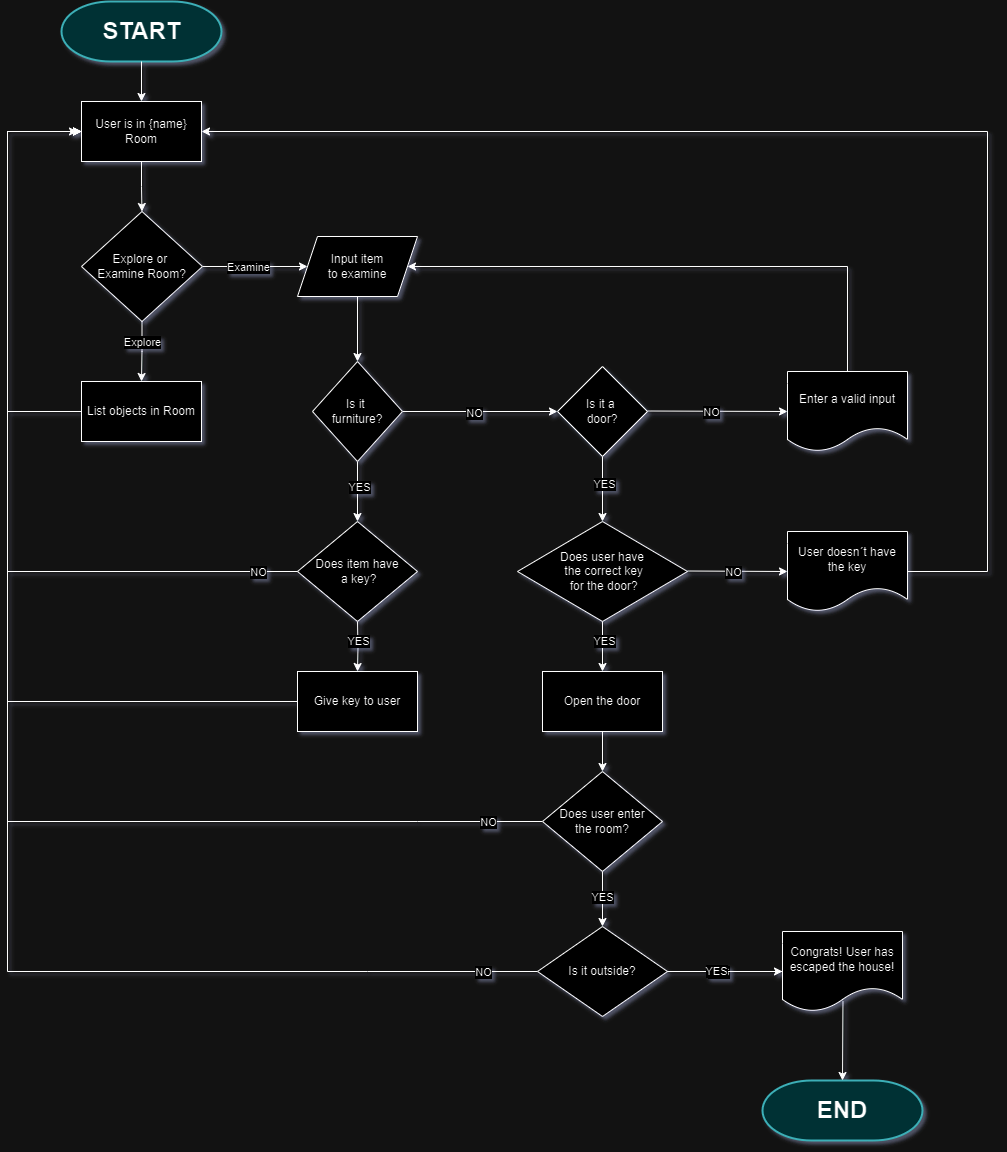 START
User is in {name}
Room
Explore or
Examine Room?
Examine
Input item
to examine
Explore
List objects in Room
Is it
furniture?
NO
Is it a
door?
NO
Enter a valid input
YES
YES
Does item have
a key?
NO
Does user have
the correct key
for the door?
NO
User doesn´t have
the key
YES
YES
Give key to user
Open the door
Does user enter
the room?
NO
YES
Is it outside?
NO
YES
Congrats! User has
escaped the house!
END